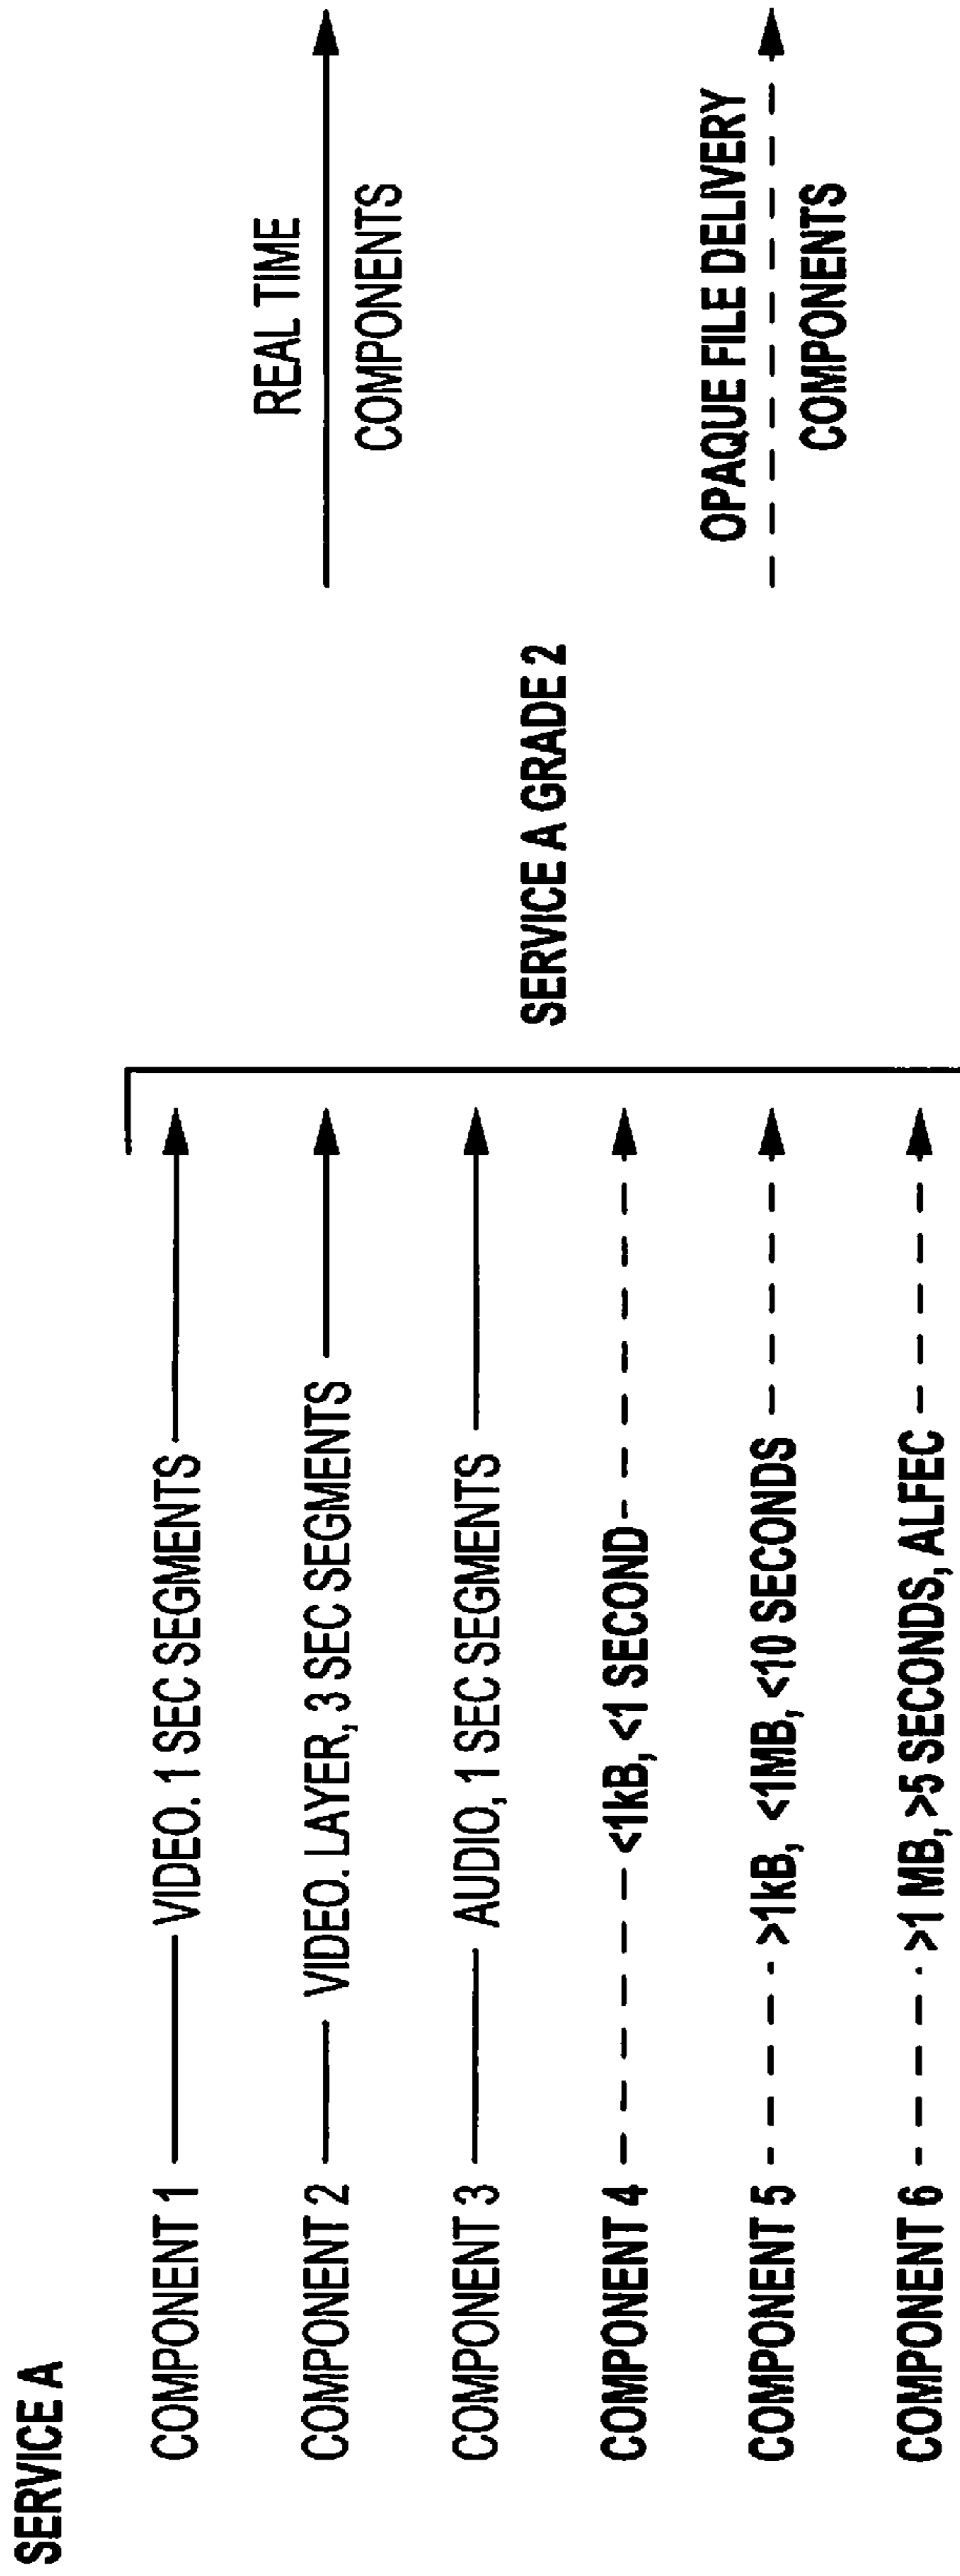 SERVICE A
COMPONENT 1 VIDEO. 1 SEC SEGMENTS
COMPONENT 2 VIDEO. LAYER, 3 SEC SEGMENTS
COMPONENT 3 AUDIO, 1 SEC SEGMENTS
COMPONENT 4 <1kB, <1 SECOND
COMPONENT 5 >1kB, <1MB, <10 SECONDS
COMPONENT 6 >1 MB, >5 SECONDS, ALFEC
SERVICE A GRADE 2
REAL TIME
COMPONENTS
OPAQUE FILE DELIVERY
COMPONENTS